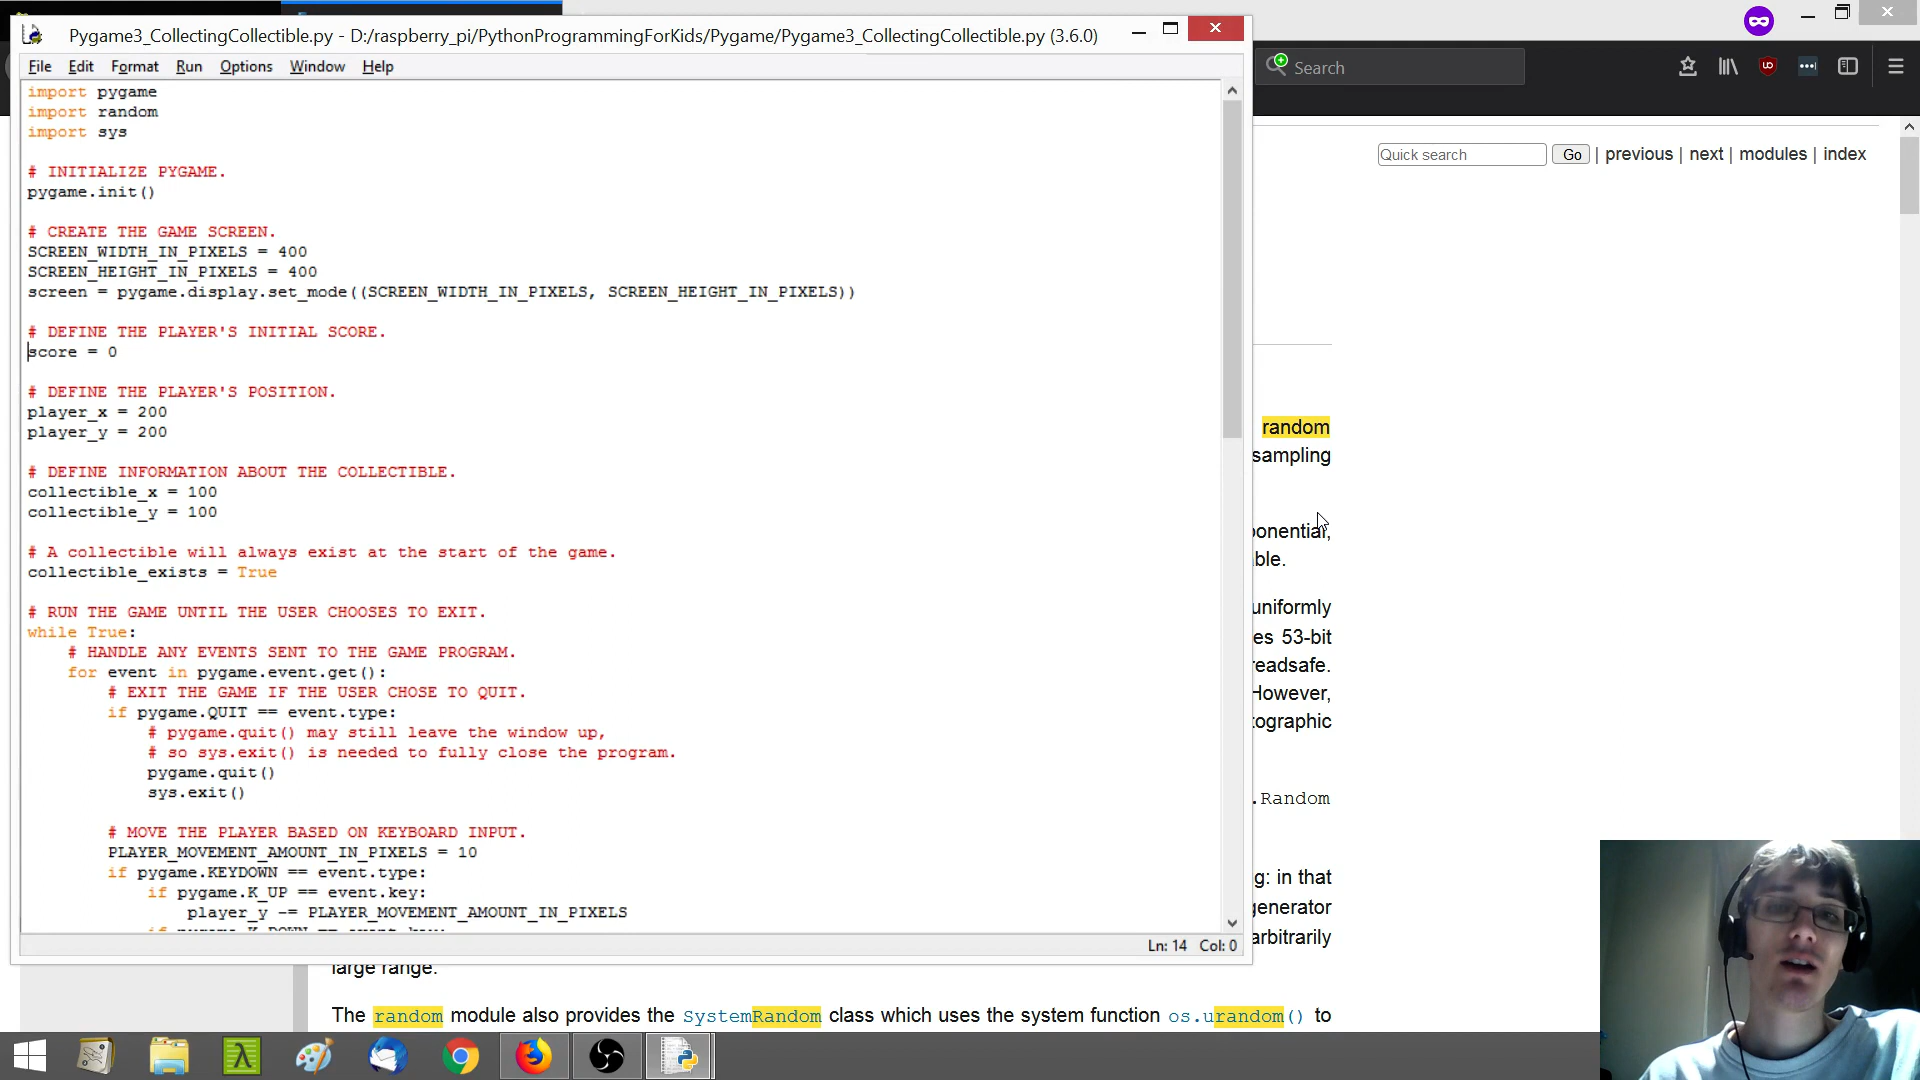 Pygame3_CollectingCollectible.py - D:/raspberry_pi/PythonProgrammingForKids/Pygame/Pygame3_CollectingCollectible.py (3.6.0)
File Edit Format Run Options Window Help
import pygame
import random
import sys
# INITIALIZE PYGAME.
pygame.init()
# CREATE THE GAME SCREEN.
SCREEN_WIDTH_IN_PIXELS = 400
SCREEN_HEIGHT_IN_PIXELS = 400
screen = pygame.display.set_mode((SCREEN_WIDTH_IN_PIXELS, SCREEN_HEIGHT_IN_PIXELS))
# DEFINE THE PLAYER'S INITIAL SCORE.
score = 0
# DEFINE THE PLAYER'S POSITION.
player_x = 200
player_y = 200
# DEFINE INFORMATION ABOUT THE COLLECTIBLE.
collectible_x = 100
collectible_y = 100
# A collectible will always exist at the start of the game.
collectible_exists = True
# RUN THE GAME UNTIL THE USER CHOOSES TO EXIT.
while True:
# HANDLE ANY EVENTS SENT TO THE GAME PROGRAM.
for event in pygame.event.get():
# EXIT THE GAME IF THE USER CHOSE TO QUIT.
if pygame.QUIT == event.type:
# pygame.quit() may still leave the window up,
# so sys.exit() is needed to fully close the program.
pygame.quit()
sys.exit()
# MOVE THE PLAYER BASED ON KEYBOARD INPUT.
PLAYER_MOVEMENT_AMOUNT_IN_PIXELS = 10
if pygame.KEYDOWN == event.type:
if pygame.K_UP == event.key:
player_y -= PLAYER_MOVEMENT_AMOUNT_IN_PIXELS
Ln: 14 Col: 0
Search
Quick search Go | previous | next | modules | index
random
sampling
ponential,
ble.
uniformly
es 53-bit
readsafe.
However,
tographic
.Random
g: in that
generator
arbitrarily
large range.
The random module also provides the SystemRandom class which uses the system function os.urandom() to